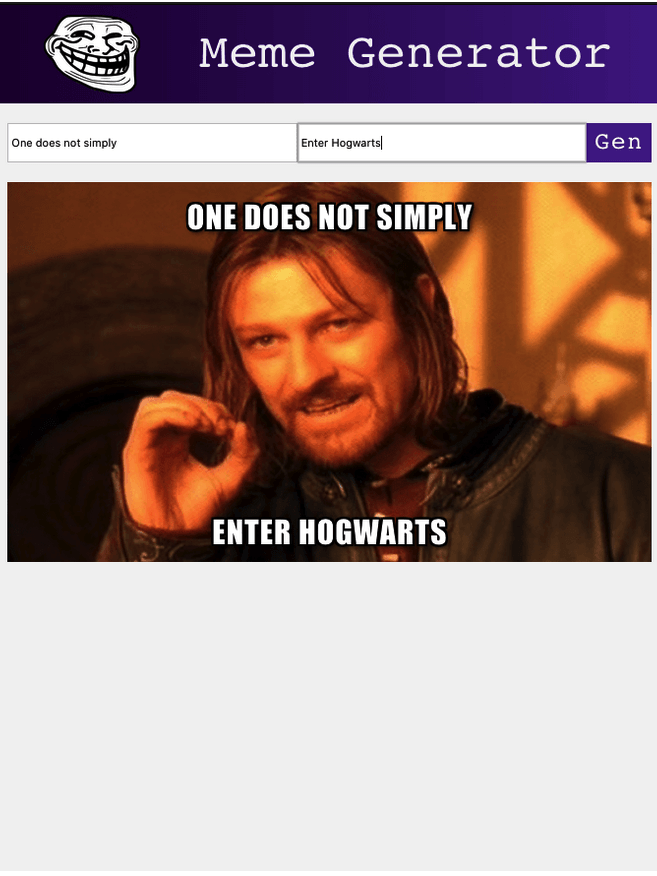 Meme Generator
One does not simply
Enter Hogwarts
Gen
ONE DOES NOT SIMPLY
ENTER HOGWARTS